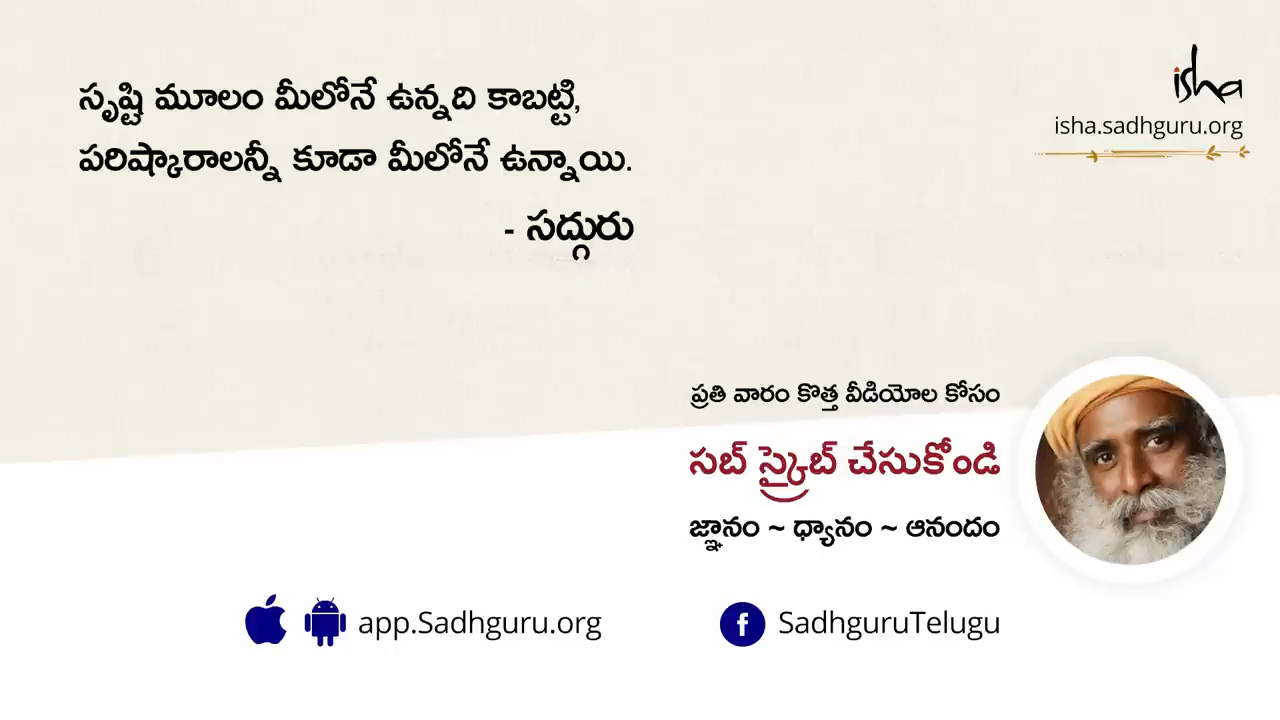 సృష్టి మూలం మీలోనే ఉన్నది కాబట్టి,
పరిష్కారాలన్నీ కూడా మీలోనే ఉన్నాయి.
- సద్గురు
isha
isha.sadhguru.org
ప్రతి వారం కొత్త వీడియోల కోసం
సబ్ స్క్రైబ్ చేసుకోండి
జ్ఞానం ~ ధ్యానం ~ ఆనందం
app.Sadhguru.org
SadhguruTelugu